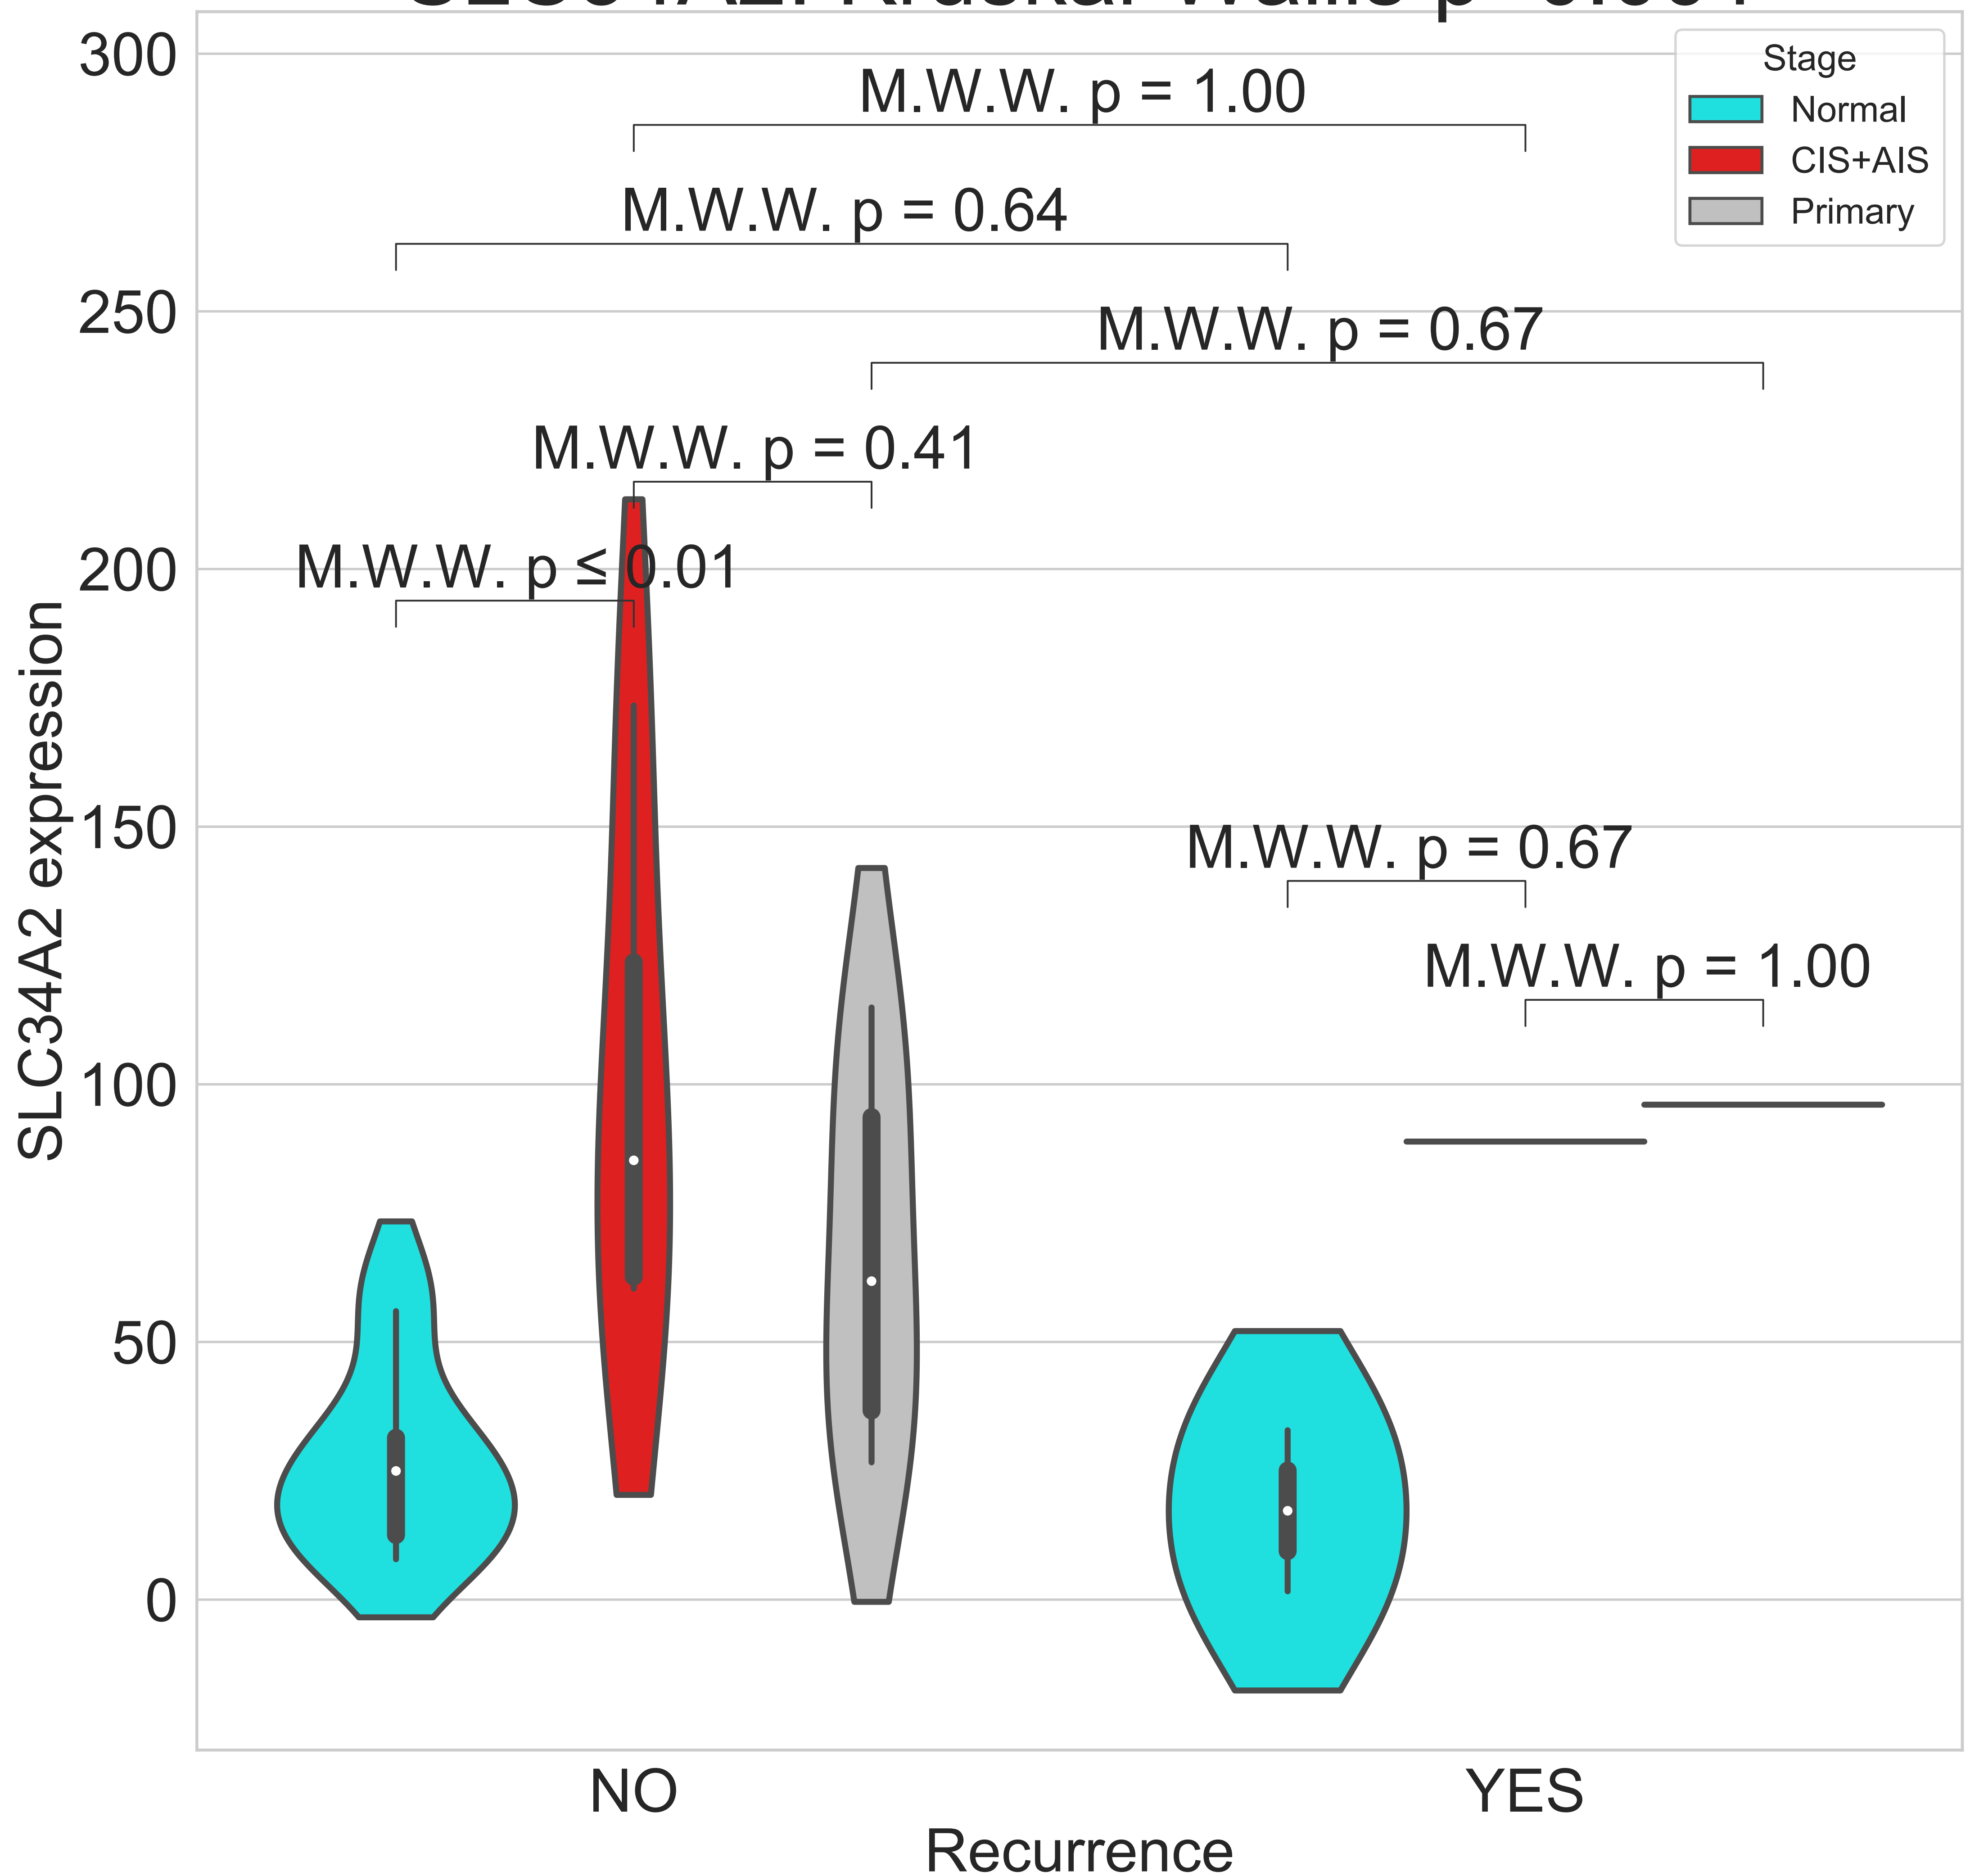 300
250
200
150
100
50
0
SLC34A2 expression
M.W.W. p = 1.00
M.W.W. p = 0.64
M.W.W. p = 0.67
M.W.W. p = 0.41
M.W.W. p ≤ 0.01
M.W.W. p = 0.67
M.W.W. p = 1.00
Stage
Normal
CIS+AIS
Primary
NO
YES
Recurrence